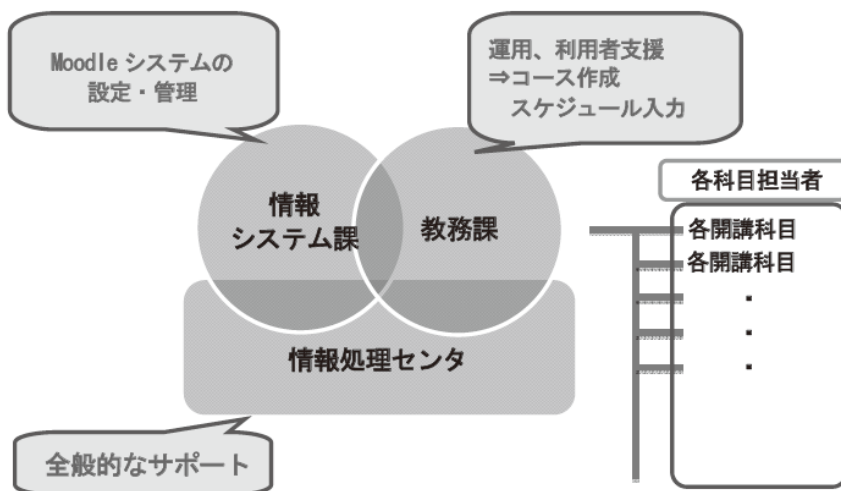 Moodle システムの
設定・管理
運用、利用者支援
⇒コース作成
スケジュール入力
情報
システム課
教務課
情報処理センタ
全般的なサポート
各科目担当者
各開講科目
各開講科目
・
・
・